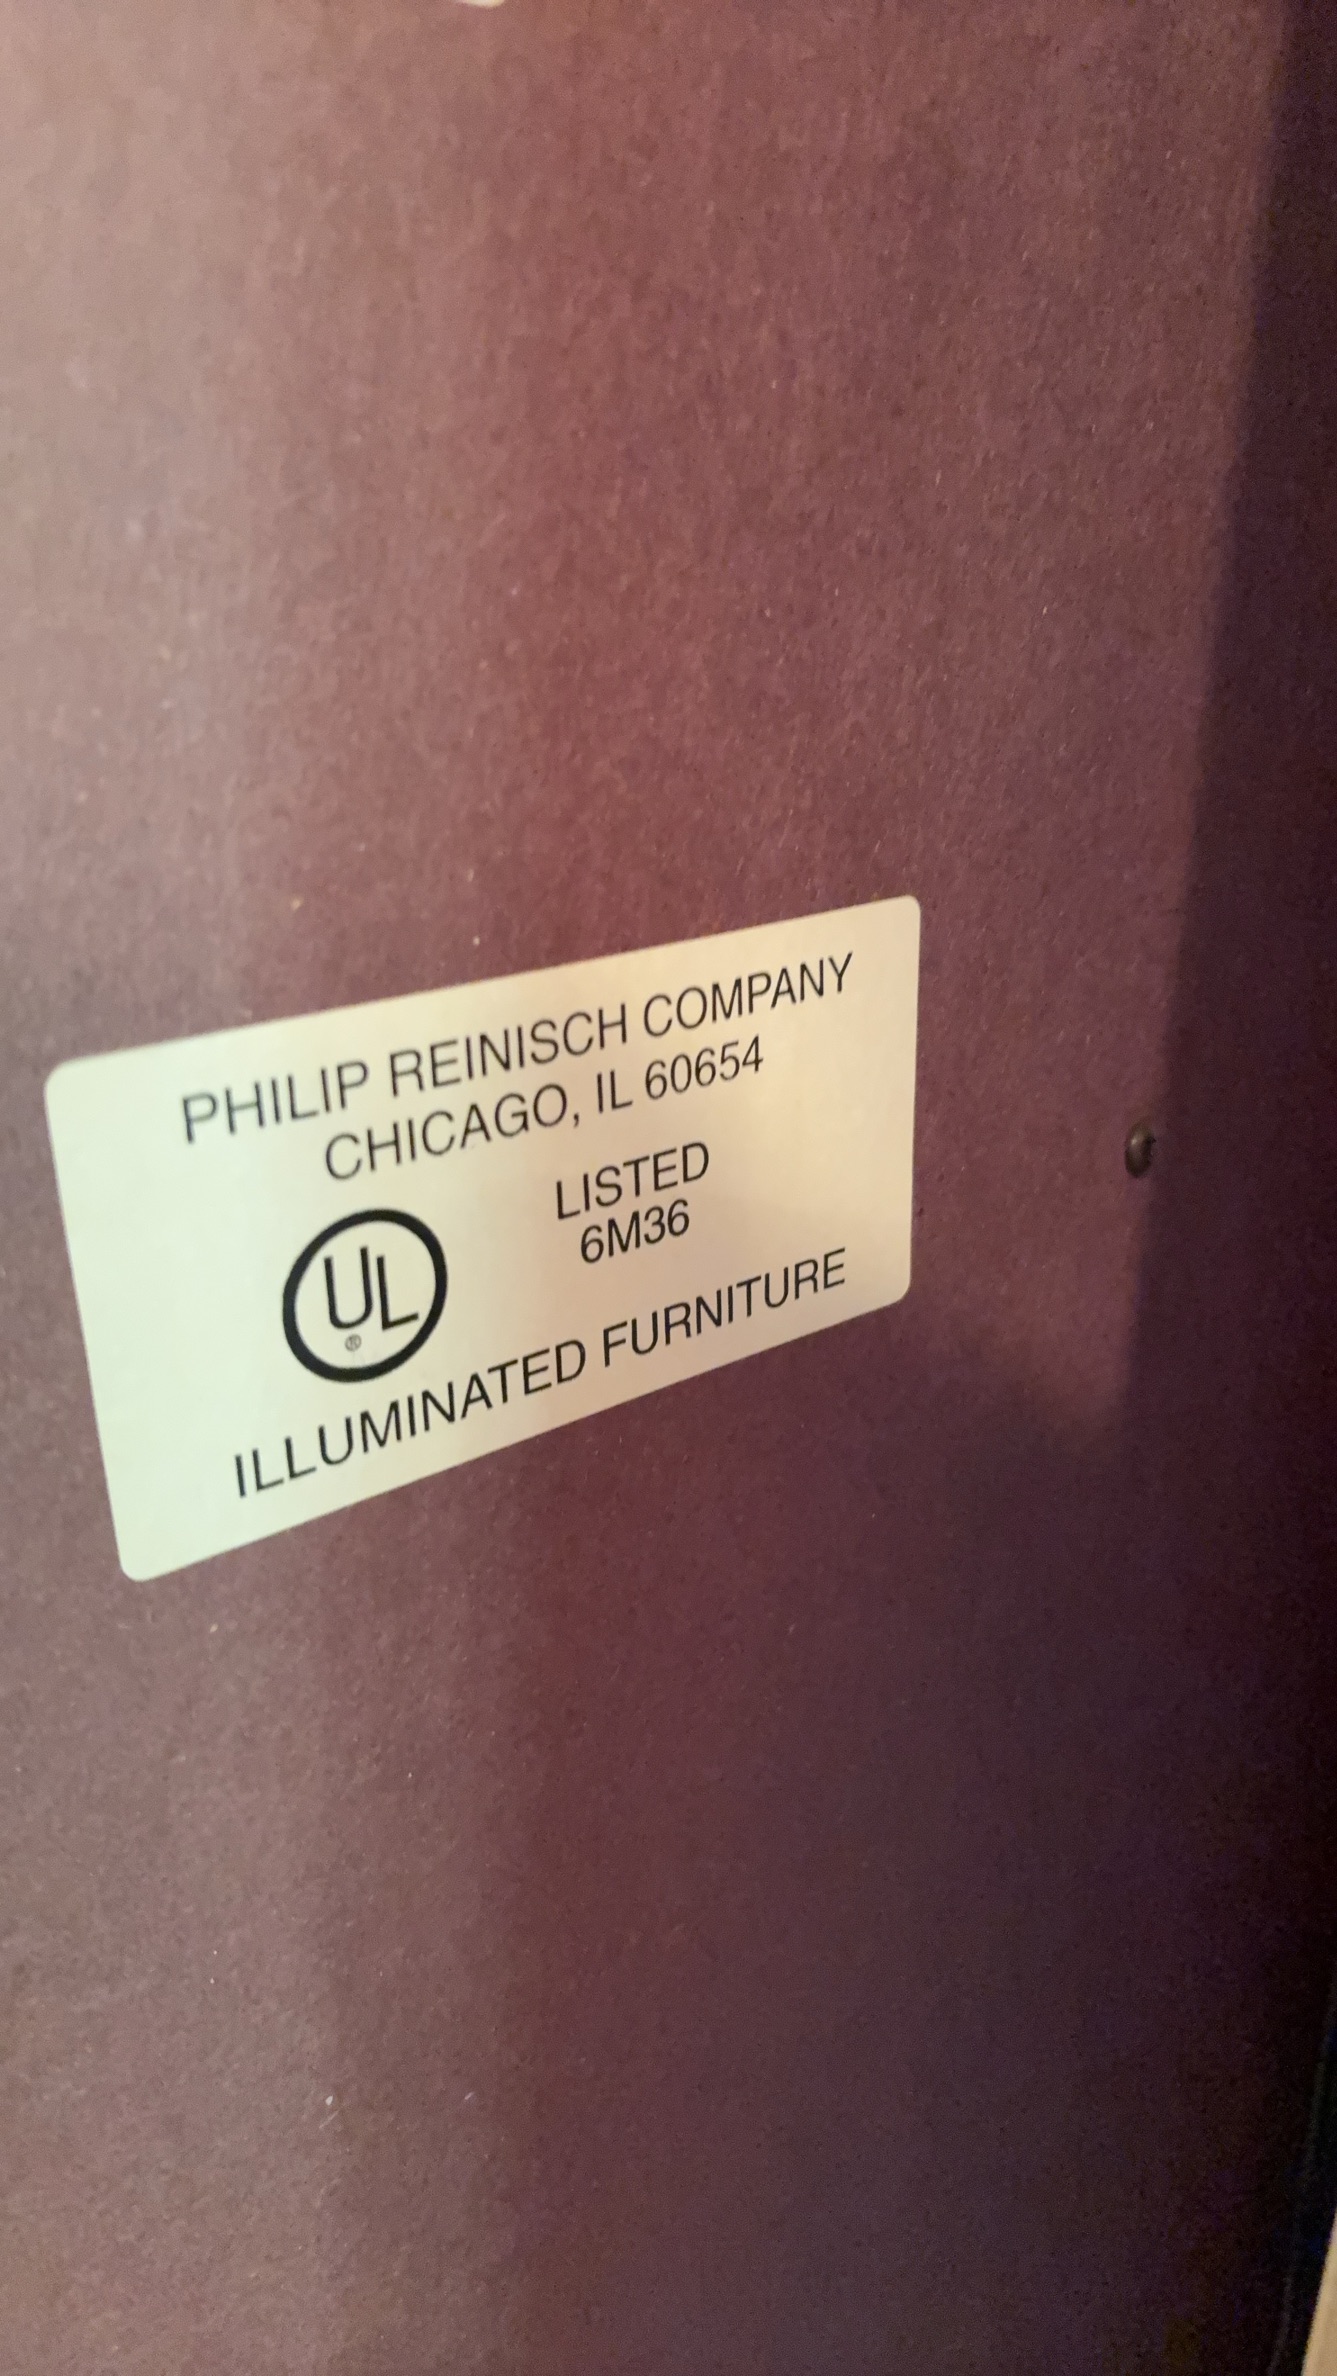 PHILIP REINISCH COMPANY
CHICAGO, IL 60654
LISTED
6M36
UL
®
ILLUMINATED FURNITURE